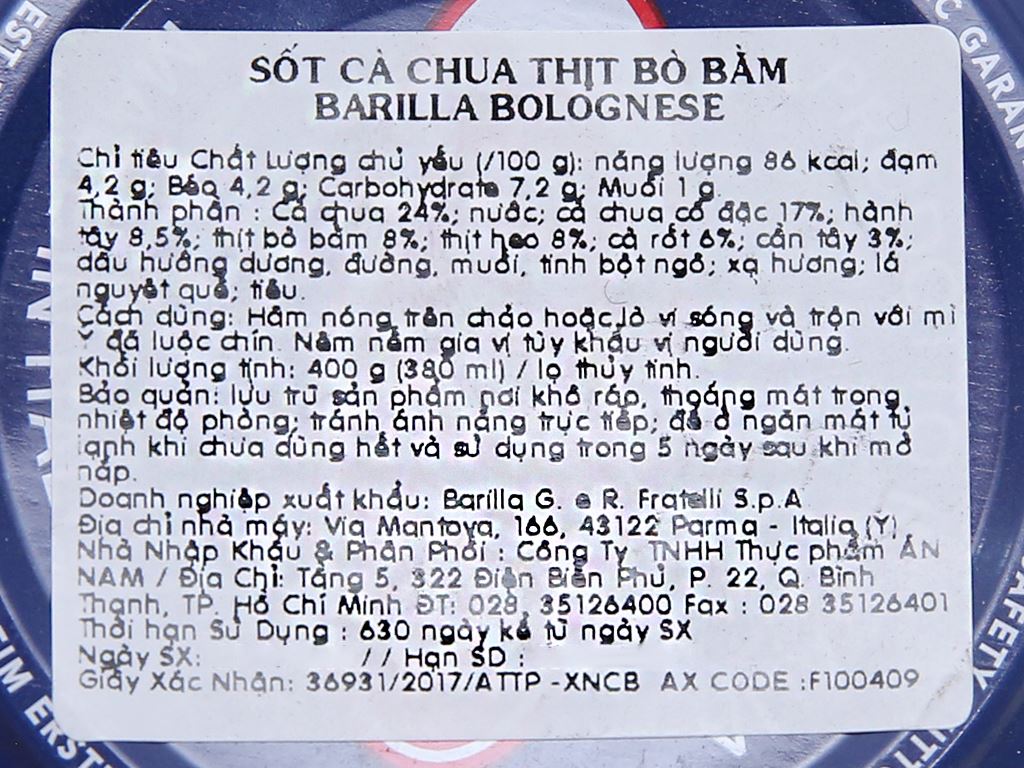 SỐT CÀ CHUA THỊT BÒ BẰM
BARILLA BOLOGNESE
Chỉ tiêu Chất Lượng chủ yếu (/100 g): năng lượng 86 kcal; đạm
4,2 g; Béo 4,2 g; Carbohydrate 7,2 g; Muối 1 g.
Thành phần : Cà chua 24%; nước; cà chua cô đặc 17%; hành
tây 8,5%; thịt bò bằm 8%; thịt heo 8%; cà rốt 6%; cần tây 3%;
dầu hướng dương, đường, muối, tinh bột ngô; xạ hương; lá
nguyệt quế; tiêu.
Cách dùng: Hâm nóng trên chảo hoặc lò vi sóng và trộn với mì
Ý đã luộc chín. Nêm nếm gia vị tùy khẩu vị người dùng.
Khối lượng tịnh: 400 g (380 ml) / lọ thủy tinh.
Bảo quản: lưu trữ sản phẩm nơi khô ráp, thoáng mát trong
nhiệt độ phòng; tránh ánh nắng trực tiếp; để ở ngăn mát tủ
lạnh khi chưa dùng hết và sử dụng trong 5 ngày sau khi mở
nắp.
Doanh nghiệp xuất khẩu: Barilla G. e R. Fratelli S.p.A
Địa chỉ nhà máy: Via Mantova, 166, 43122 Parma - Italia (Ý),
Nhà Nhập Khẩu & Phân Phối : Công Ty TNHH Thực phẩm AN
NAM / Địa Chỉ: Tầng 5, 322 Điện Biên Phủ, P. 22, Q. Bình
Thạnh, TP. Hồ Chí Minh ĐT: 028 35126400 Fax : 028 35126401
Thời hạn Sử Dụng : 630 ngày kể từ ngày SX
Ngày SX: / / Hạn SD :
Giấy Xác Nhận: 36931/2017/ATTP -XNCB AX CODE :F100409